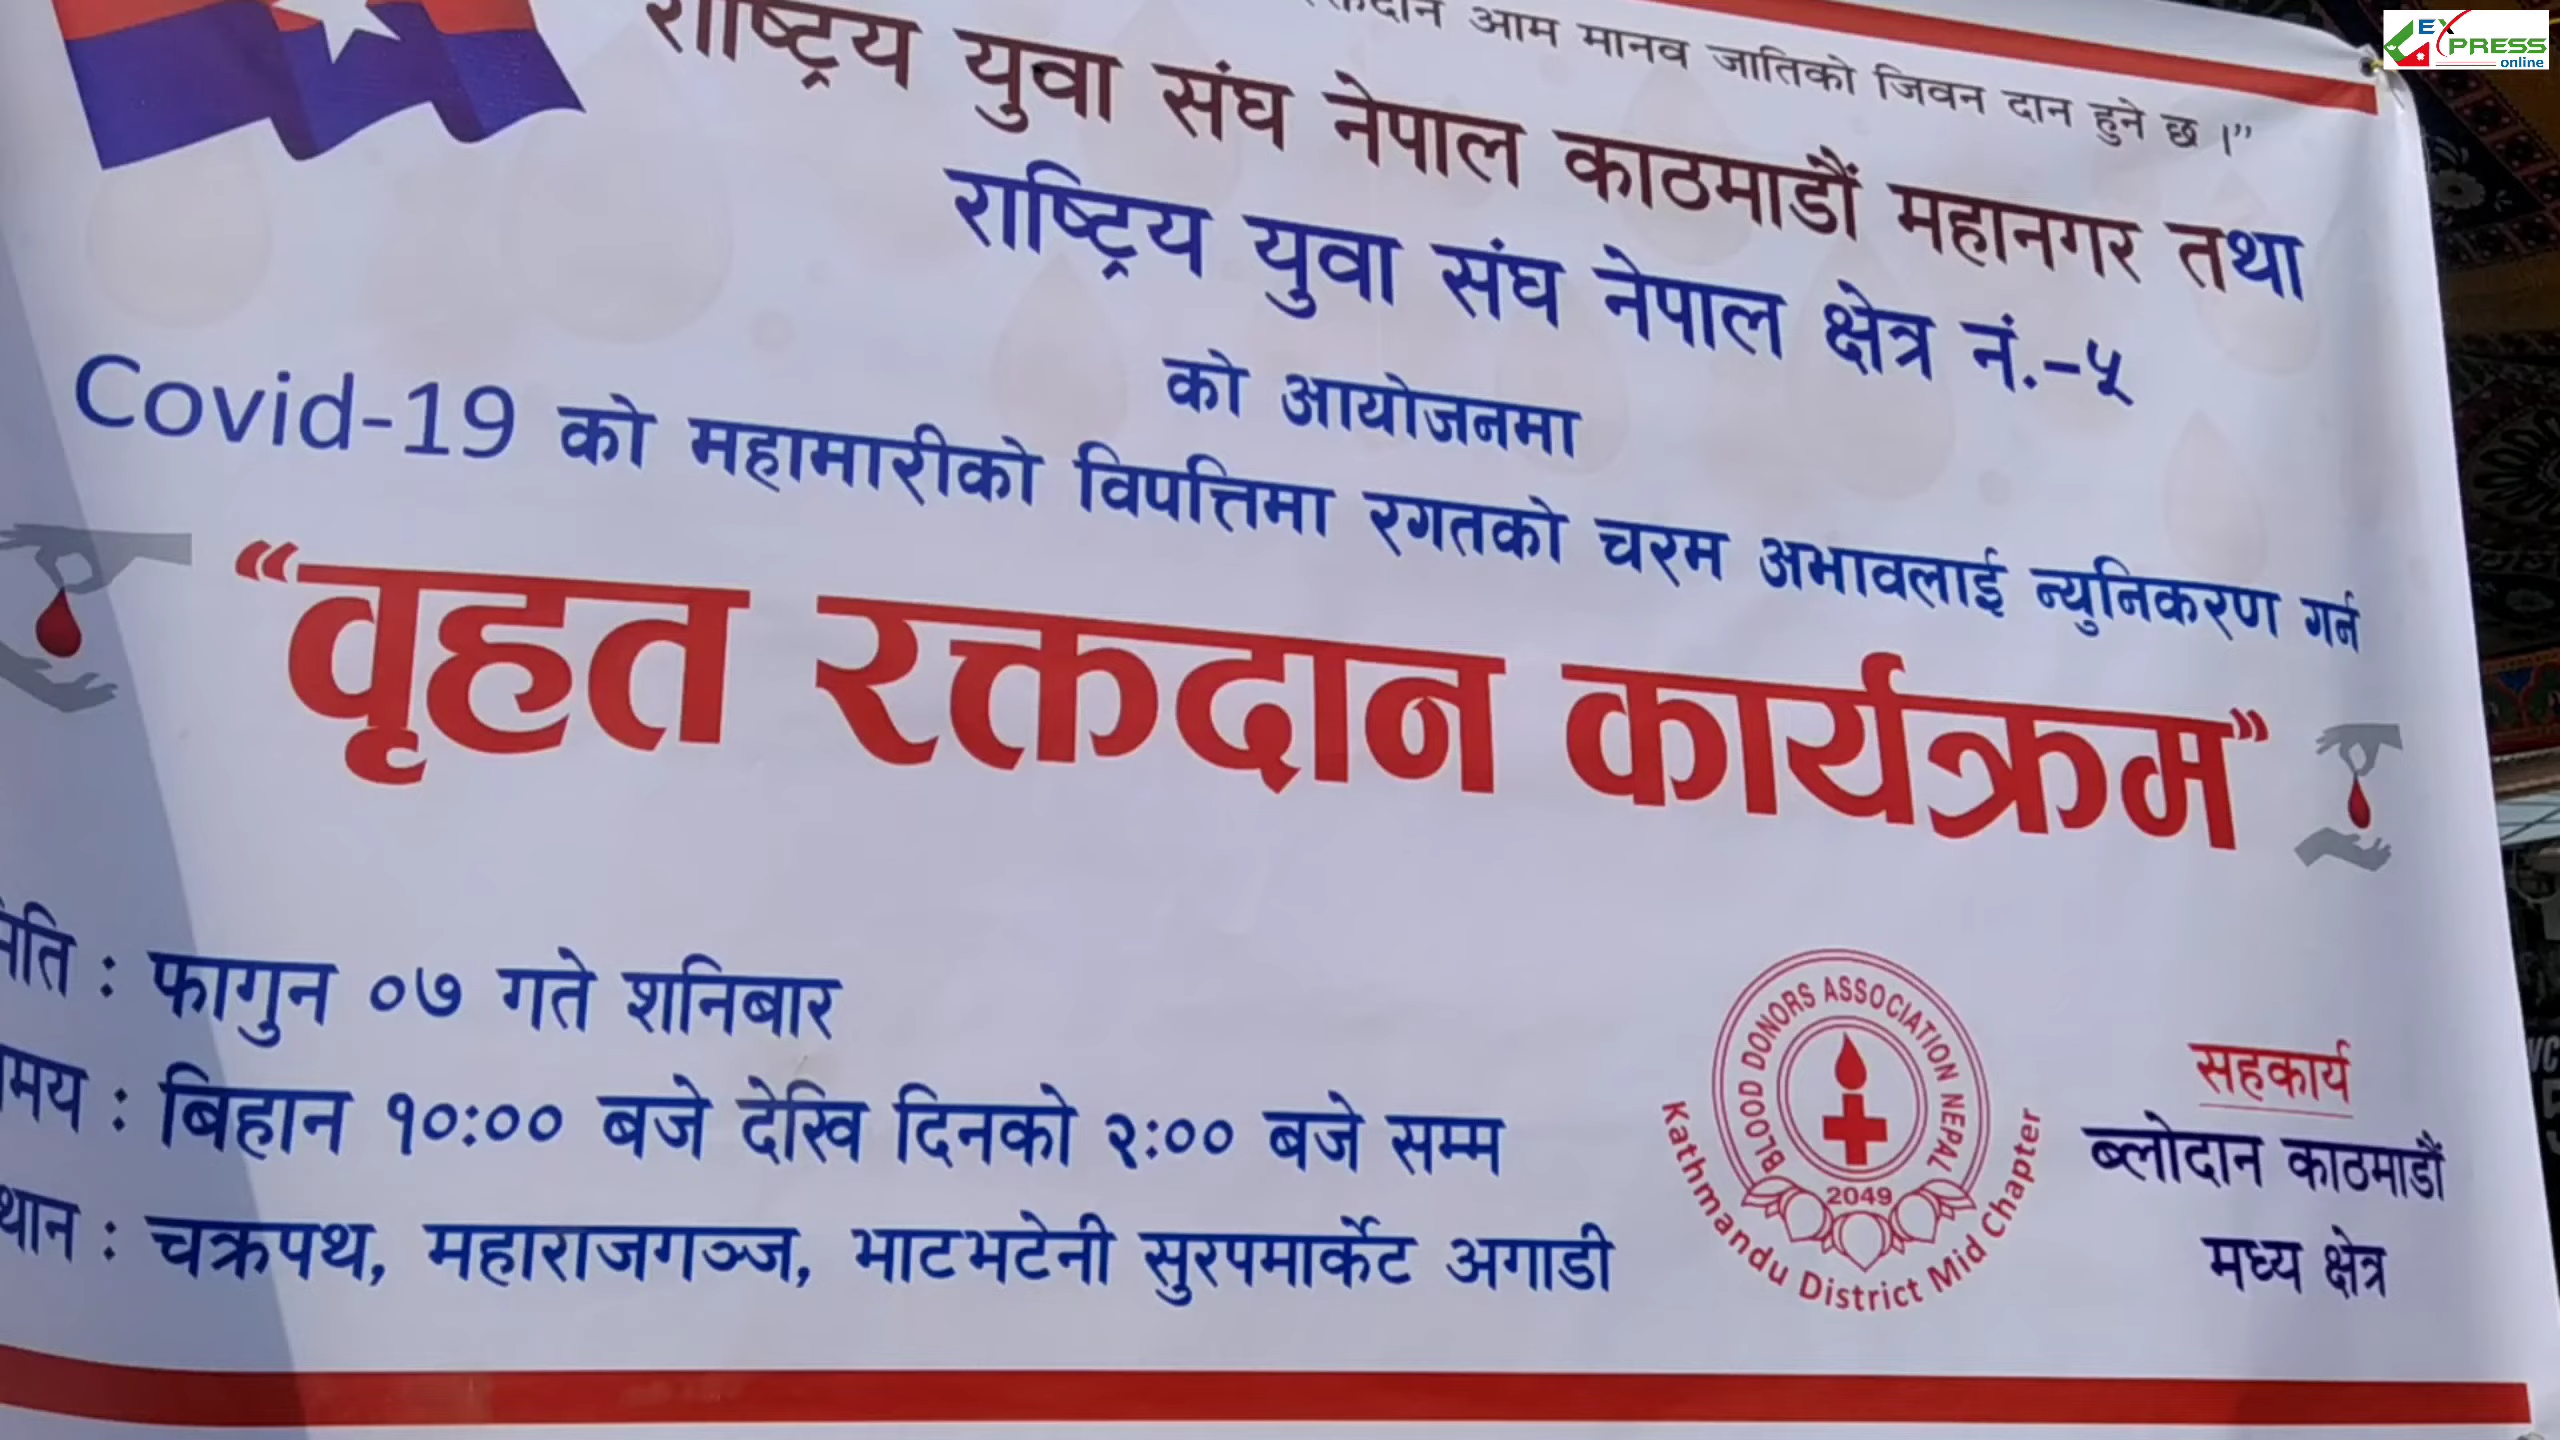 आम मानव जातिको जिवन दान हुने छ ।”
राष्ट्रिय युवा संघ नेपाल काठमाडौं महानगर तथा
राष्ट्रिय युवा संघ नेपाल क्षेत्र नं.-५
को आयोजनमा
Covid-19 को महामारीको विपत्तिमा रगतको चरम अभावलाई न्युनिकरण गर्न
“वृहत रक्तदान कार्यक्रम”
: फागुन ०७ गते शनिबार
: बिहान १०:०० बजे देखि दिनको २:०० बजे सम्म
: चक्रपथ, महाराजगञ्ज, भाटभटेनी सुरपमार्केट अगाडी
BLOOD DONORS ASSOCIATION NEPAL
2049
Kathmandu District Mid Chapter
सहकार्य
ब्लोदान काठमाडौं
मध्य क्षेत्र
EXPRESS
online